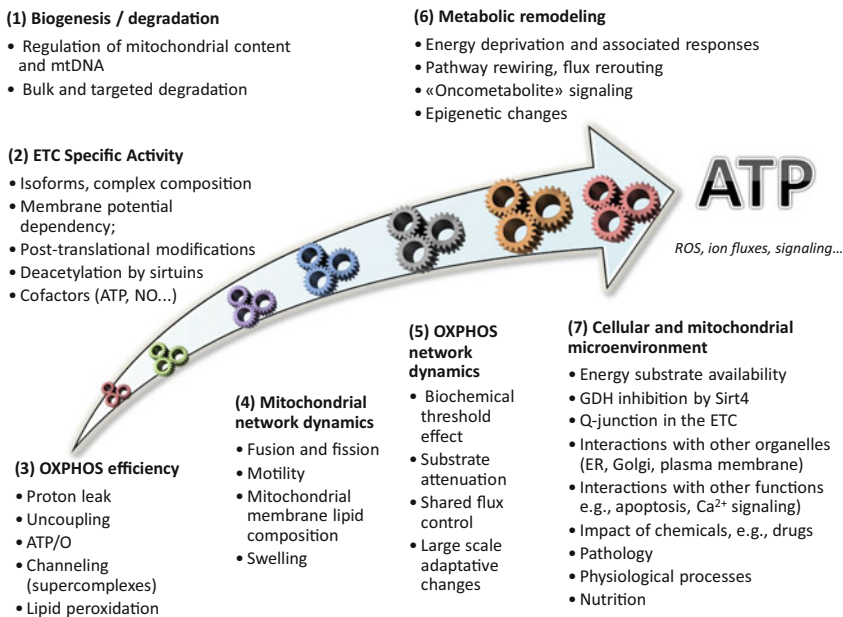 (1) Biogenesis / degradation
• Regulation of mitochondrial content
and mtDNA
• Bulk and targeted degradation
(6) Metabolic remodeling
• Energy deprivation and associated responses
• Pathway rewiring, flux rerouting
• «Oncometabolite» signaling
• Epigenetic changes
(2) ETC Specific Activity
• Isoforms, complex composition
• Membrane potential
dependency;
• Post-translational modifications
• Deacetylation by sirtuins
• Cofactors (ATP, NO...)
ATP
ROS, ion fluxes, signaling...
(3) OXPHOS efficiency
• Proton leak
• Uncoupling
• ATP/O
• Channeling
(supercomplexes)
• Lipid peroxidation
(4) Mitochondrial
network dynamics
• Fusion and fission
• Motility
• Mitochondrial
membrane lipid
composition
• Swelling
(5) OXPHOS
network
dynamics
• Biochemical
threshold
effect
• Substrate
attenuation
• Shared flux
control
• Large scale
adaptative
changes
(7) Cellular and mitochondrial
microenvironment
• Energy substrate availability
• GDH inhibition by Sirt4
• Q-junction in the ETC
• Interactions with other organelles
(ER, Golgi, plasma membrane)
• Interactions with other functions
e.g., apoptosis, Ca²⁺ signaling)
• Impact of chemicals, e.g., drugs
• Pathology
• Physiological processes
• Nutrition